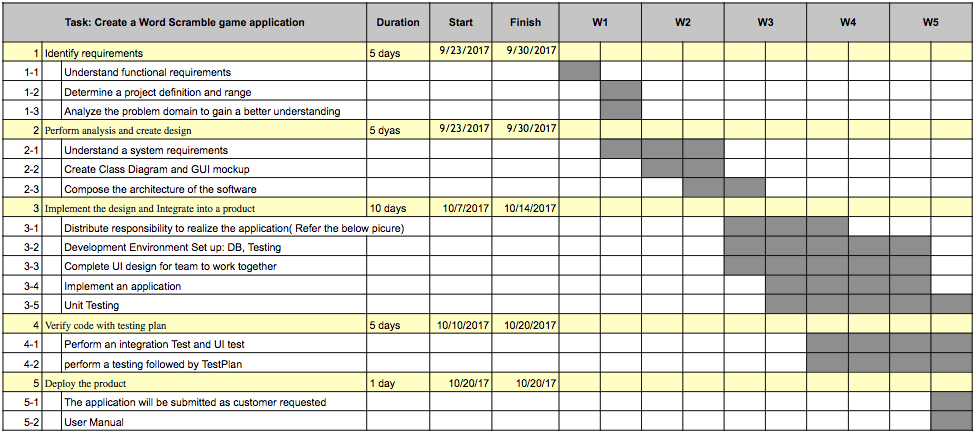 Task: Create a Word Scramble game application Duration Start Finish W1 W2 W3 W4 W5
1 Identify requirements 5 days 9/23/2017 9/30/2017
1-1 Understand functional requirements
1-2 Determine a project definition and range
1-3 Analyze the problem domain to gain a better understanding
2 Perform analysis and create design 5 dyas 9/23/2017 9/30/2017
2-1 Understand a system requirements
2-2 Create Class Diagram and GUI mockup
2-3 Compose the architecture of the software
3 Implement the design and Integrate into a product 10 days 10/7/2017 10/14/2017
3-1 Distribute responsibility to realize the application( Refer the below picure)
3-2 Development Environment Set up: DB, Testing
3-3 Complete UI design for team to work together
3-4 Implement an application
3-5 Unit Testing
4 Verify code with testing plan 5 days 10/10/2017 10/20/2017
4-1 Perform an integration Test and UI test
4-2 perform a testing followed by TestPlan
5 Deploy the product 1 day 10/20/17 10/20/17
5-1 The application will be submitted as customer requested
5-2 User Manual